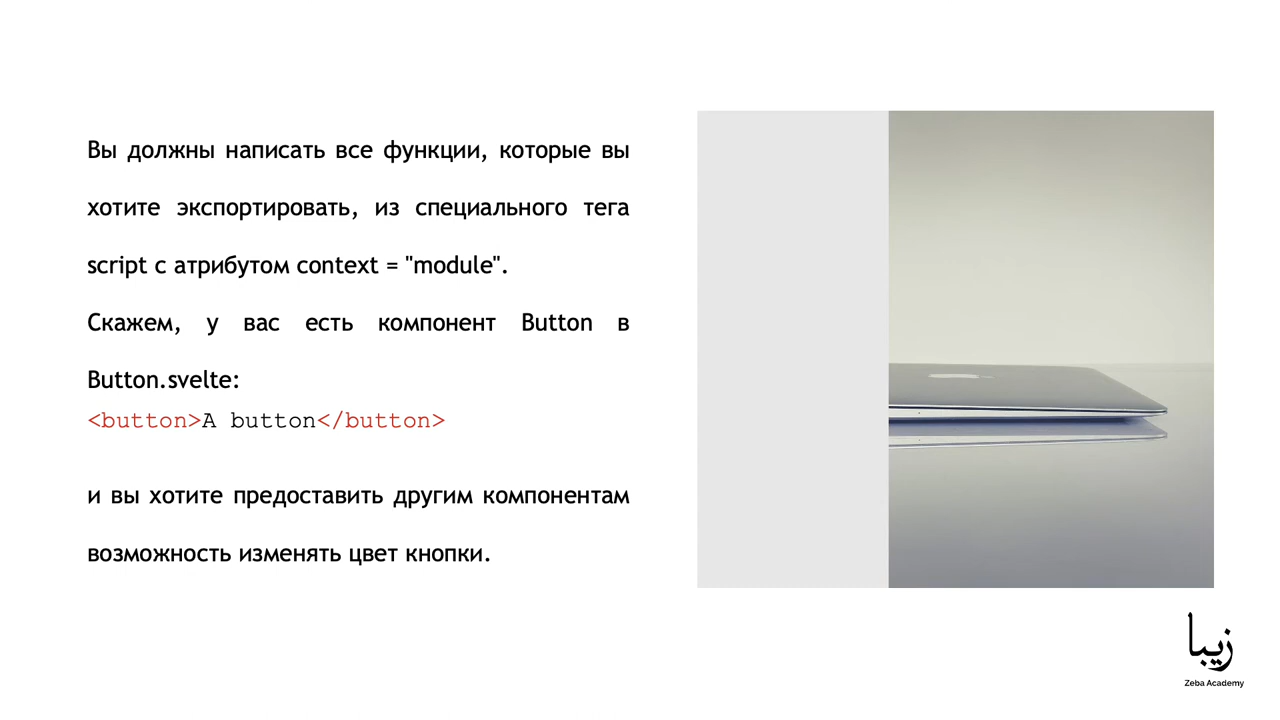 Вы должны написать все функции, которые вы
хотите экспортировать, из специального тега
script с атрибутом context = "module".
Скажем, у вас есть компонент Button в
Button.svelte:
<button>A button</button>
и вы хотите предоставить другим компонентам
возможность изменять цвет кнопки.
زيبا
Zeba Academy